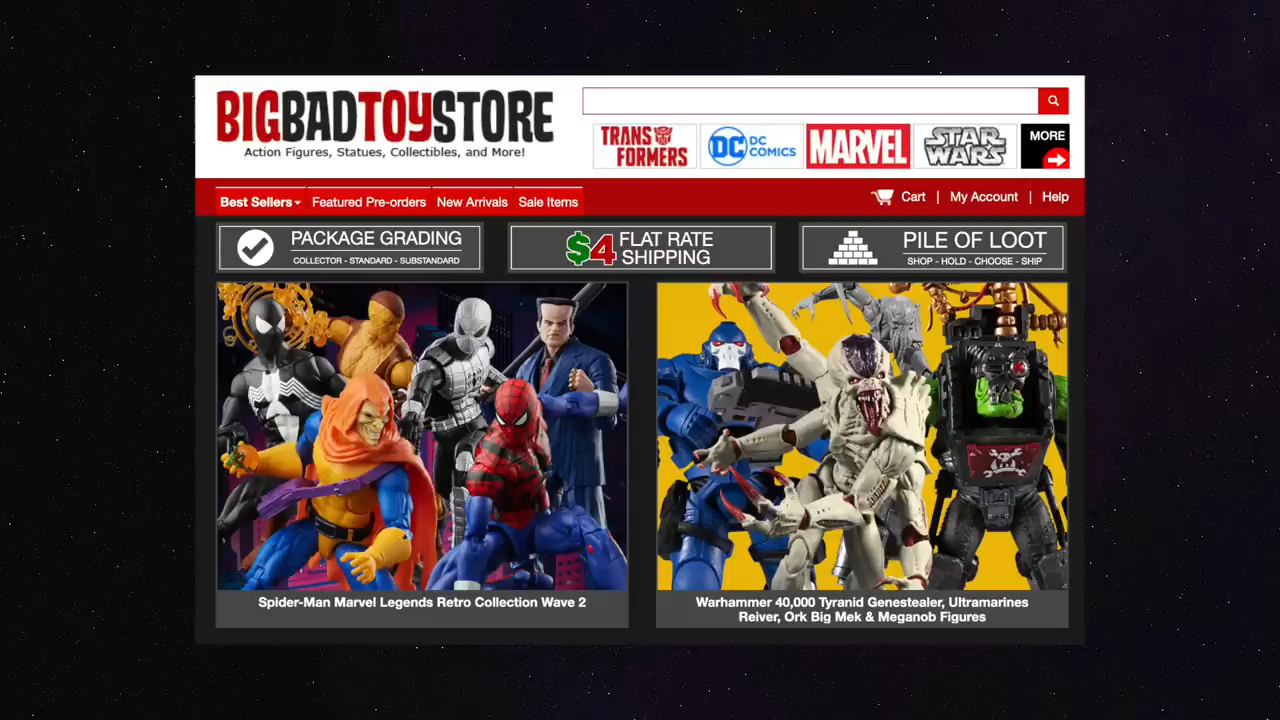 BIGBADTOYSTORE
Action Figures, Statues, Collectibles, and More!
TRANSFORMERS
DC DC COMICS
MARVEL
STAR WARS
MORE
Best Sellers
Featured Pre-orders
New Arrivals
Sale Items
Cart | My Account | Help
PACKAGE GRADING
COLLECTOR - STANDARD - SUBSTANDARD
$4 FLAT RATE
SHIPPING
PILE OF LOOT
SHOP - HOLD - CHOOSE - SHIP
Spider-Man Marvel Legends Retro Collection Wave 2
Warhammer 40,000 Tyranid Genestealer, Ultramarines
Reiver, Ork Big Mek & Meganob Figures